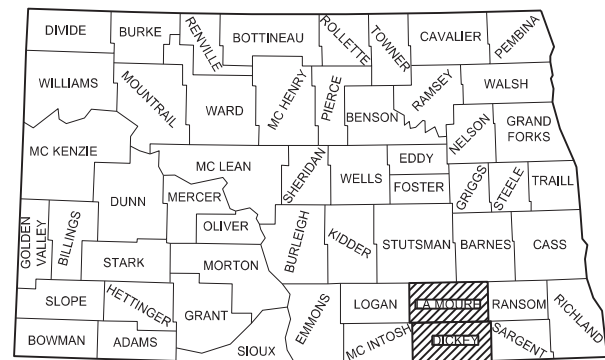 DIVIDE
BURKE
RENVILLE
BOTTINEAU
ROLLETTE
TOWNER
CAVALIER
PEMBINA
WILLIAMS
MOUNTRAIL
WARD
MC HENRY
PIERCE
BENSON
RAMSEY
WALSH
NELSON
GRAND
FORKS
MC KENZIE
DUNN
MC LEAN
MERCER
OLIVER
SHERIDAN
WELLS
EDDY
FOSTER
GRIGGS
STEELE
TRAILL
GOLDEN
VALLEY
BILLINGS
STARK
MORTON
BURLEIGH
KIDDER
STUTSMAN
BARNES
CASS
SLOPE
HETTINGER
GRANT
EMMONS
LOGAN
LA MOURE
RANSOM
RICHLAND
BOWMAN
ADAMS
SIOUX
MC INTOSH
DICKEY
SARGENT